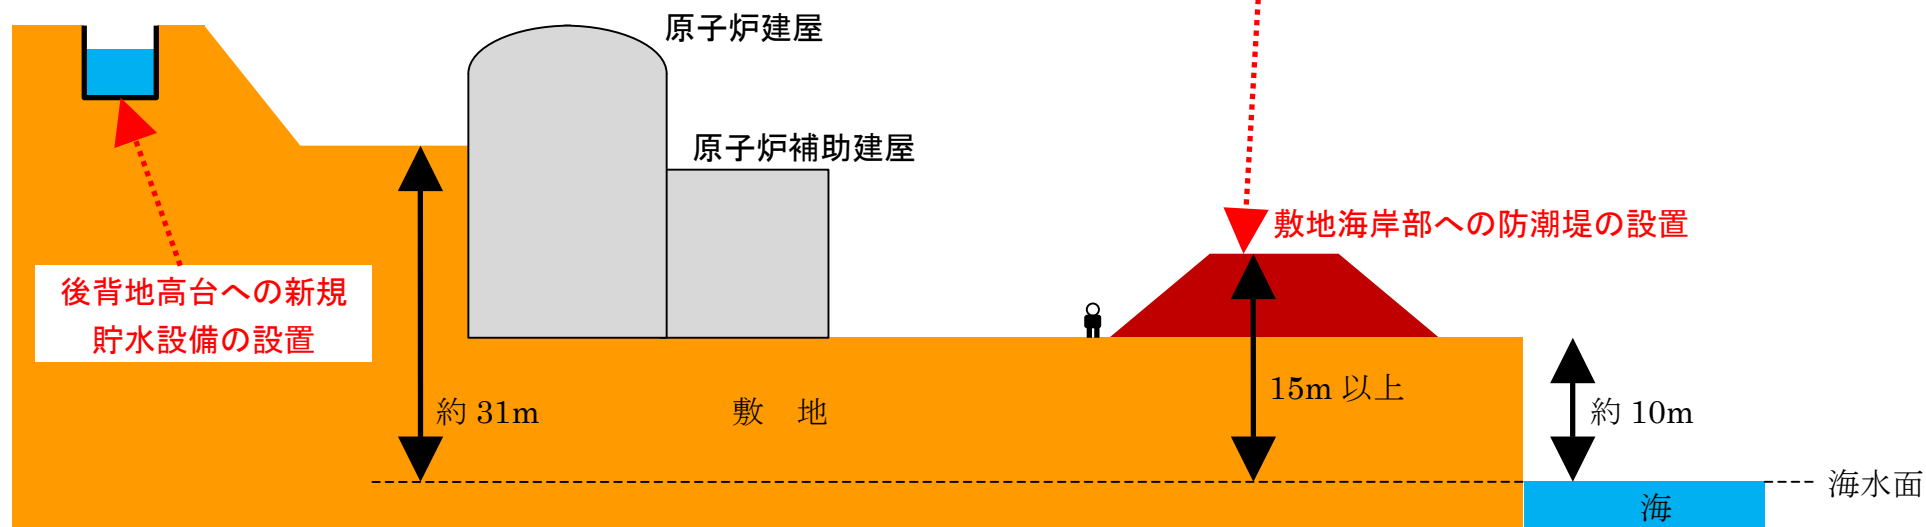 原子炉建屋
原子炉補助建屋
敷地海岸部への防潮堤の設置
後背地高台への新規
貯水設備の設置
約 31m
敷　地
15m 以上
約 10m
海水面
海